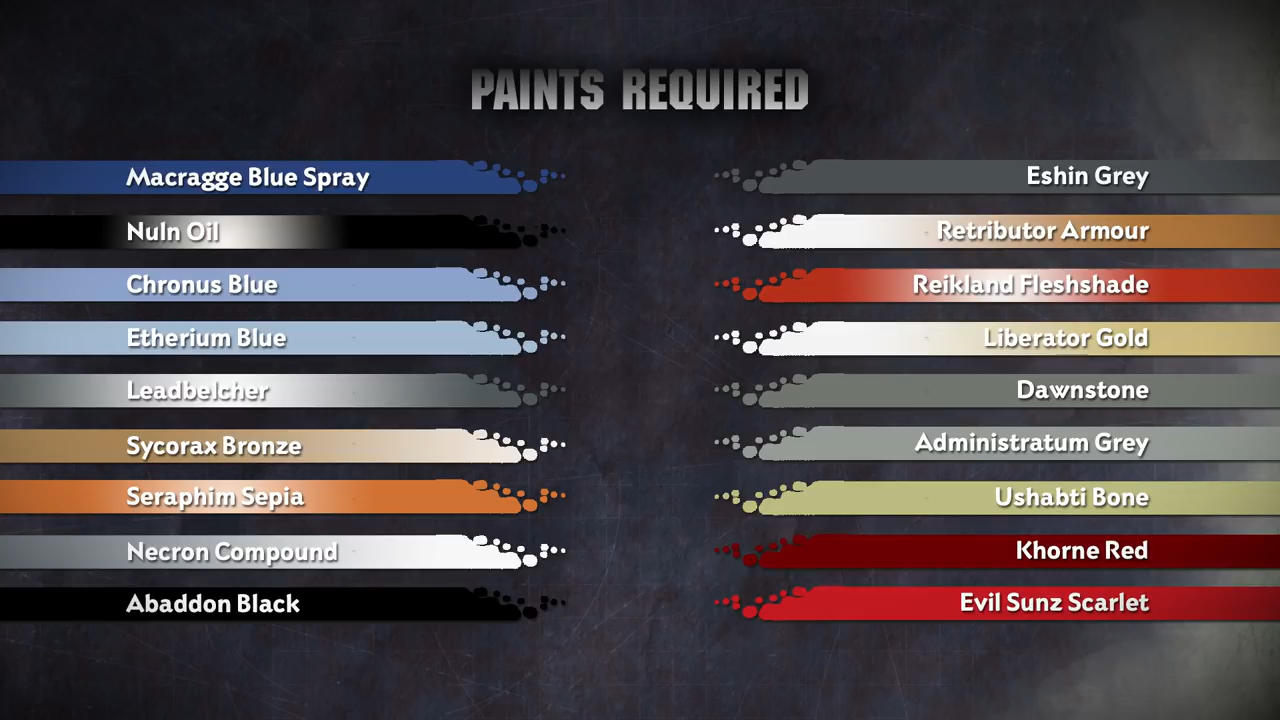 PAINTS REQUIRED
Macragge Blue Spray
Nuln Oil
Chronus Blue
Etherium Blue
Leadbelcher
Sycorax Bronze
Seraphim Sepia
Necron Compound
Abaddon Black
Eshin Grey
Retributor Armour
Reikland Fleshshade
Liberator Gold
Dawnstone
Administratum Grey
Ushabti Bone
Khorne Red
Evil Sunz Scarlet